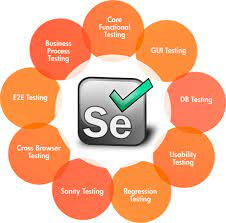 Core
Functional
Testing
GUI Testing
DB Testing
Usability
Testing
Regression
Testing
Sanity Testing
Cross Browser
Testing
E2E Testing
Business
Process
Testing
Se